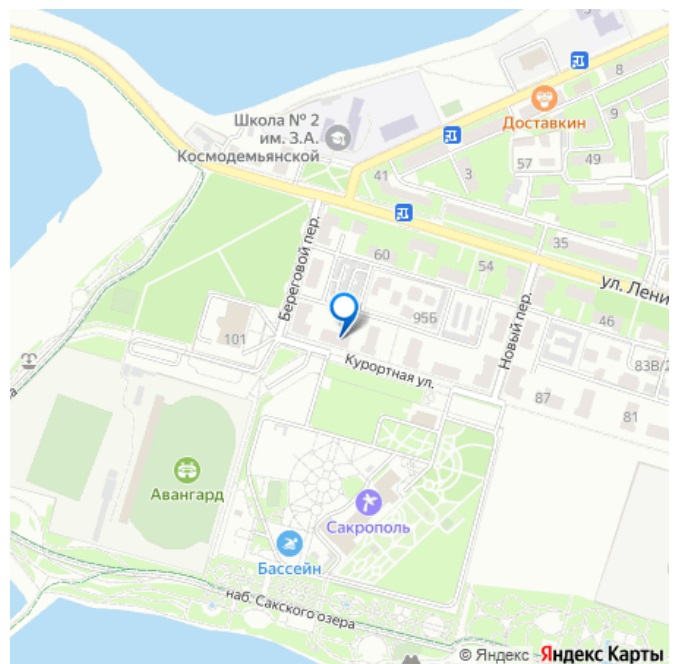 8
Доставкин
9
Школа № 2
им. З.А.
Космодемьянской
57
49
41
3
Береговой пер.
60
35
54
ул. Лени
95Б
46
Новый пер.
101
Курортная ул.
83В/2
87
81
Авангард
Сакрополь
Бассейн
наб. Сакского озера
а
© Яндекс Яндекс Карты